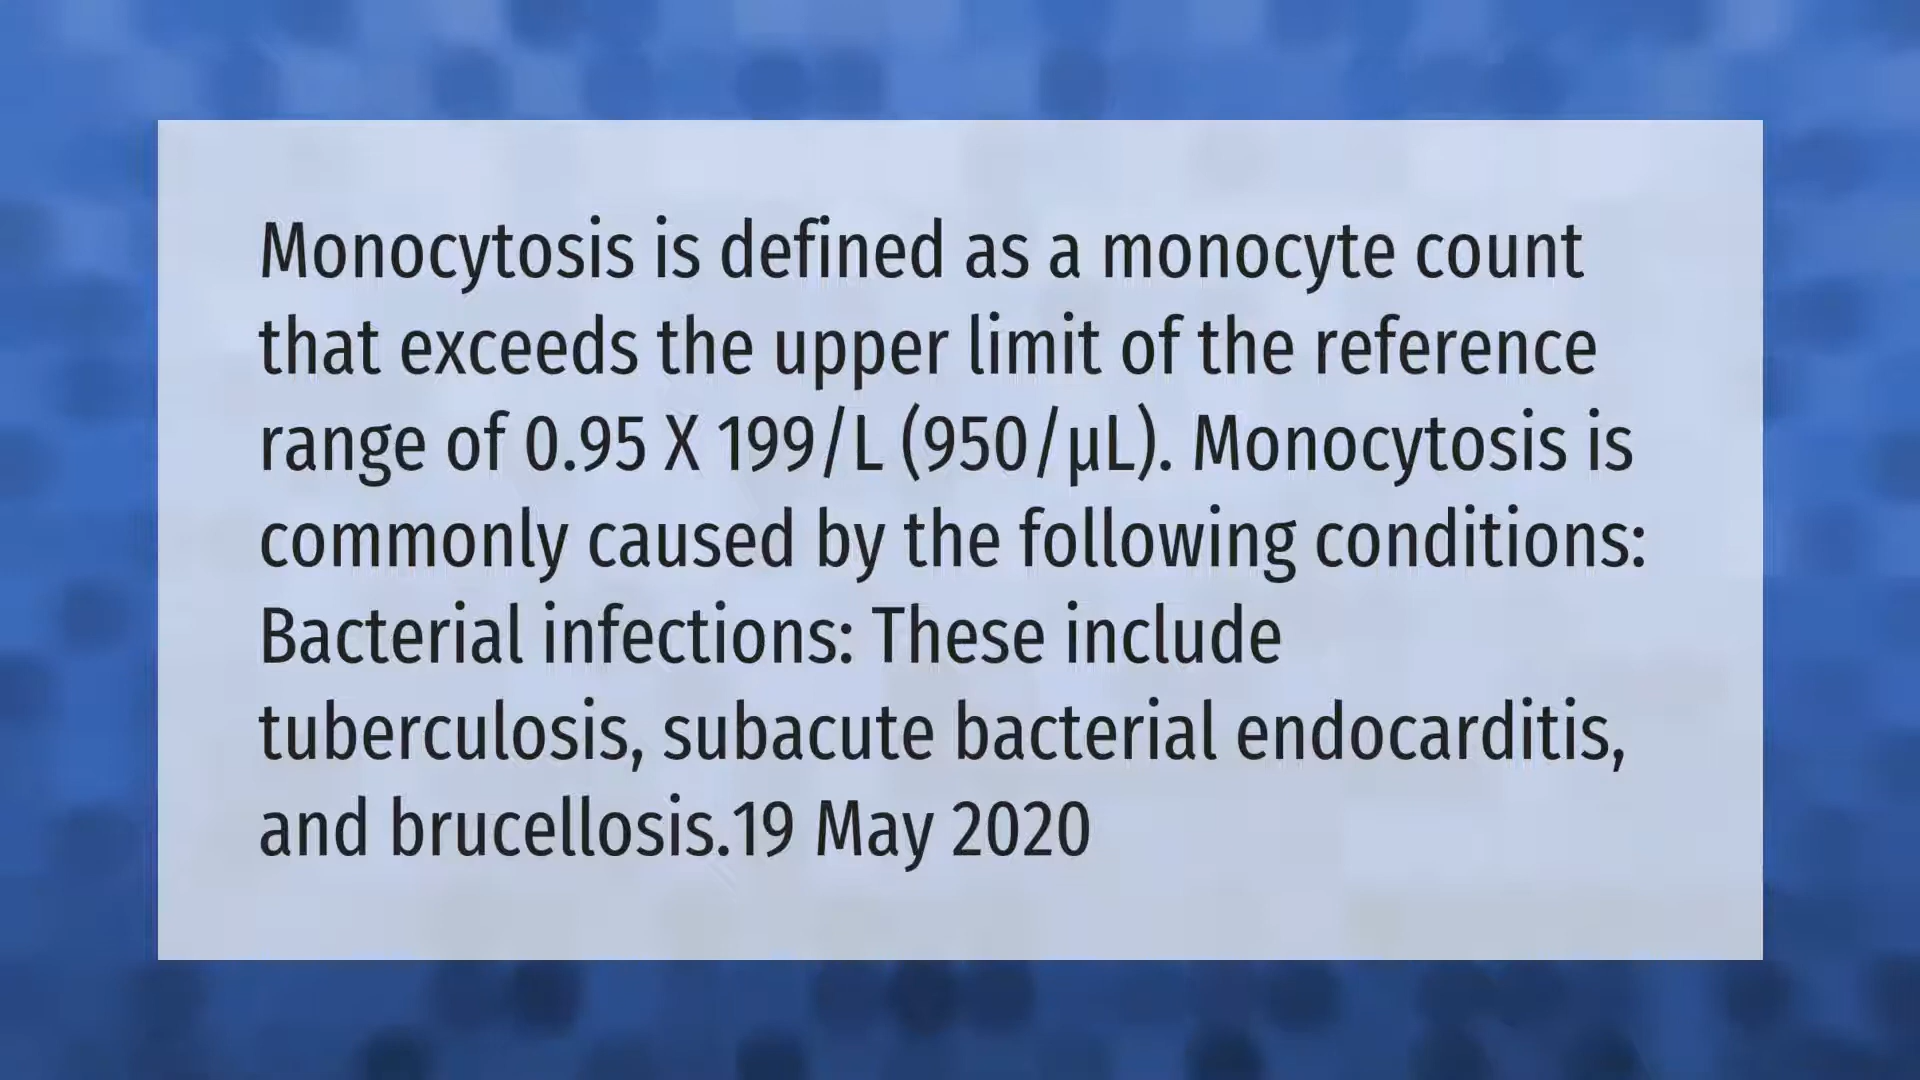 Monocytosis is defined as a monocyte count
that exceeds the upper limit of the reference
range of 0.95 X 199/L (950/µL). Monocytosis is
commonly caused by the following conditions:
Bacterial infections: These include
tuberculosis, subacute bacterial endocarditis,
and brucellosis.19 May 2020